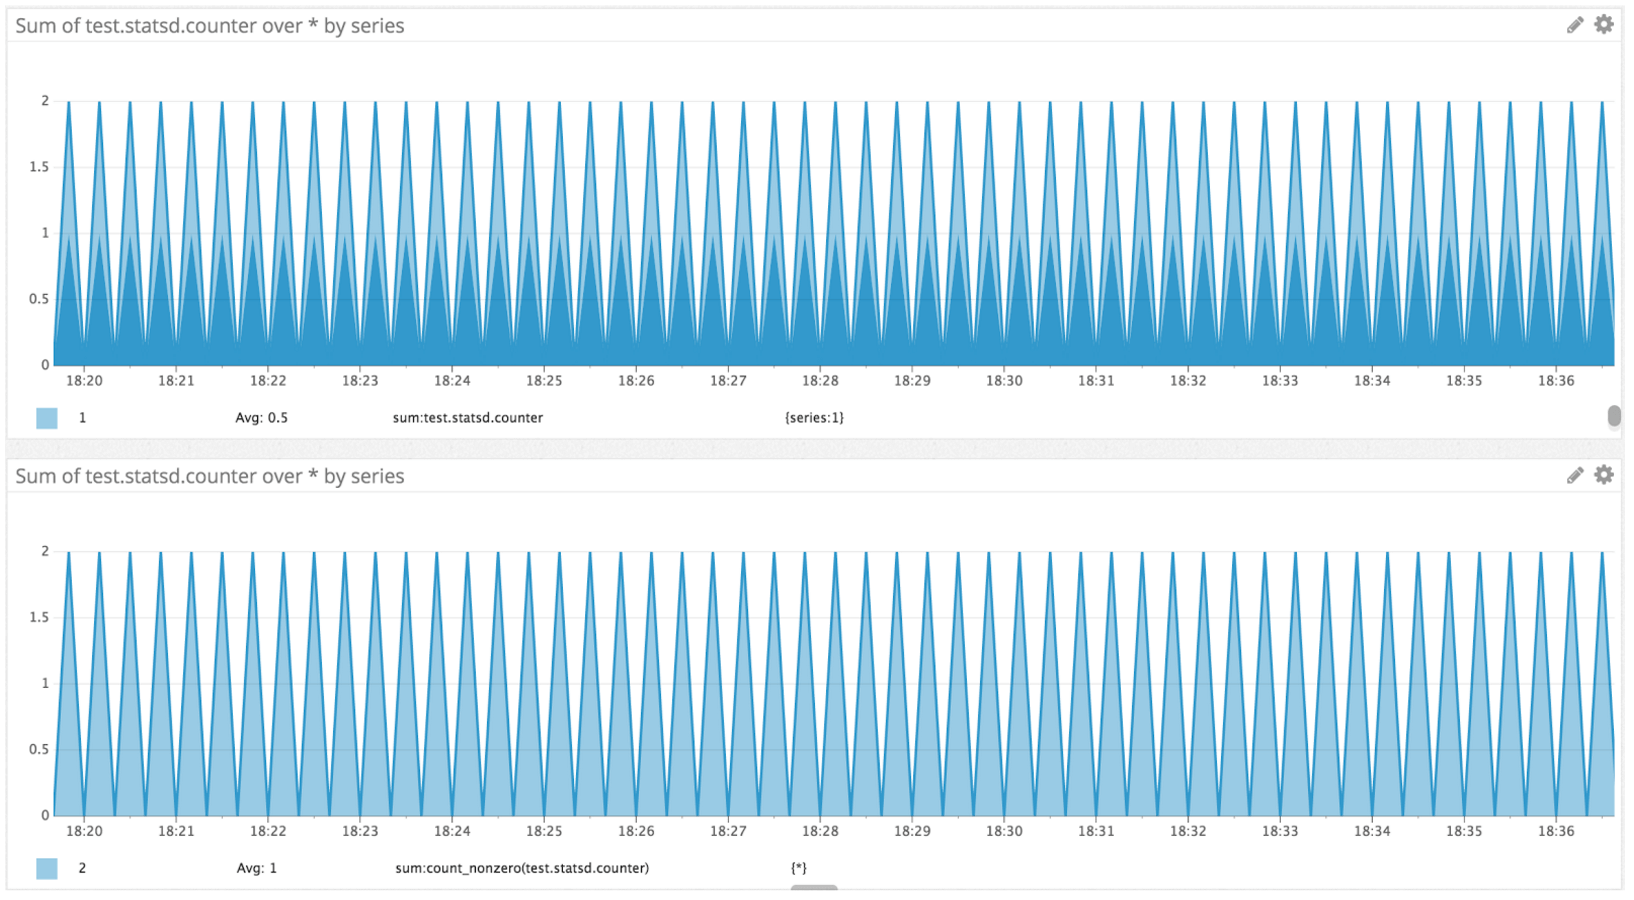 Sum of test.statsd.counter over * by series
2
1.5
1
0.5
0
18:20 18:21 18:22 18:23 18:24 18:25 18:26 18:27 18:28 18:29 18:30 18:31 18:32 18:33 18:34 18:35 18:36
1 Avg: 0.5 sum:test.statsd.counter {series:1}
Sum of test.statsd.counter over * by series
2
1.5
1
0.5
0
18:20 18:21 18:22 18:23 18:24 18:25 18:26 18:27 18:28 18:29 18:30 18:31 18:32 18:33 18:34 18:35 18:36
2 Avg: 1 sum:count_nonzero(test.statsd.counter) {*}